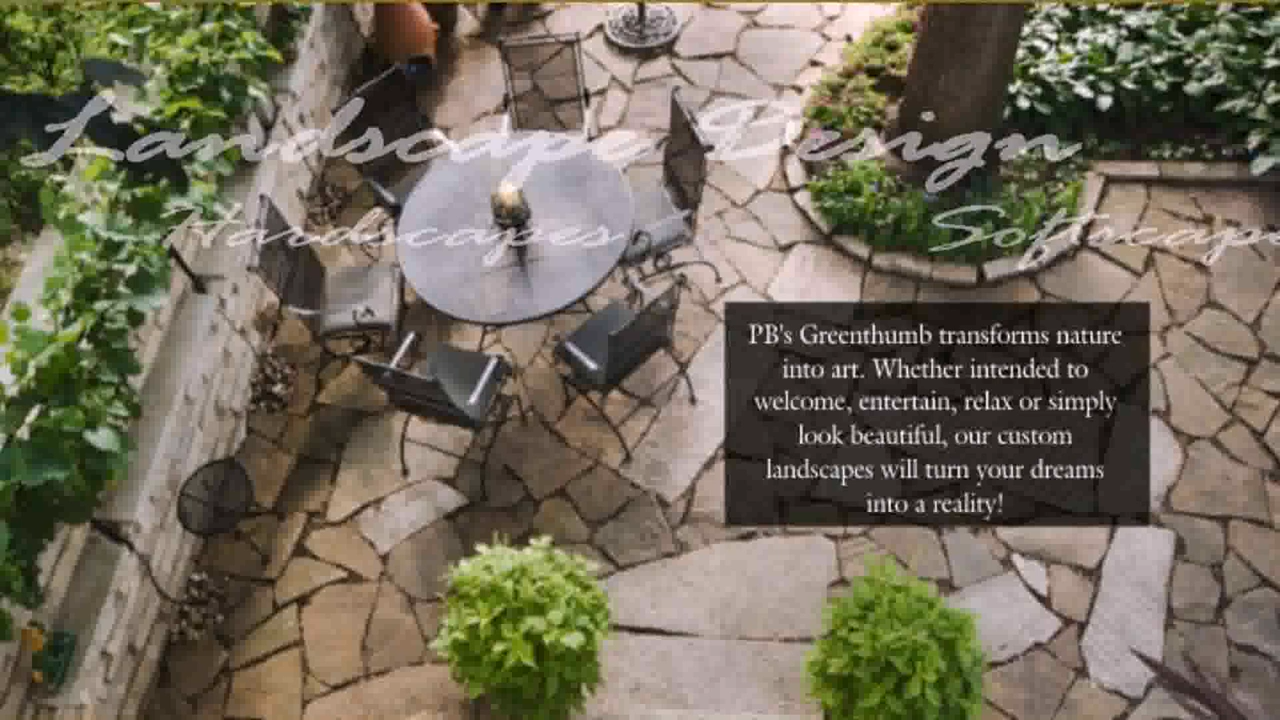 Landscape Design
Hardscapes Softscape
PB's Greenthumb transforms nature
into art. Whether intended to
welcome, entertain, relax or simply
look beautiful, our custom
landscapes will turn your dreams
into a reality!